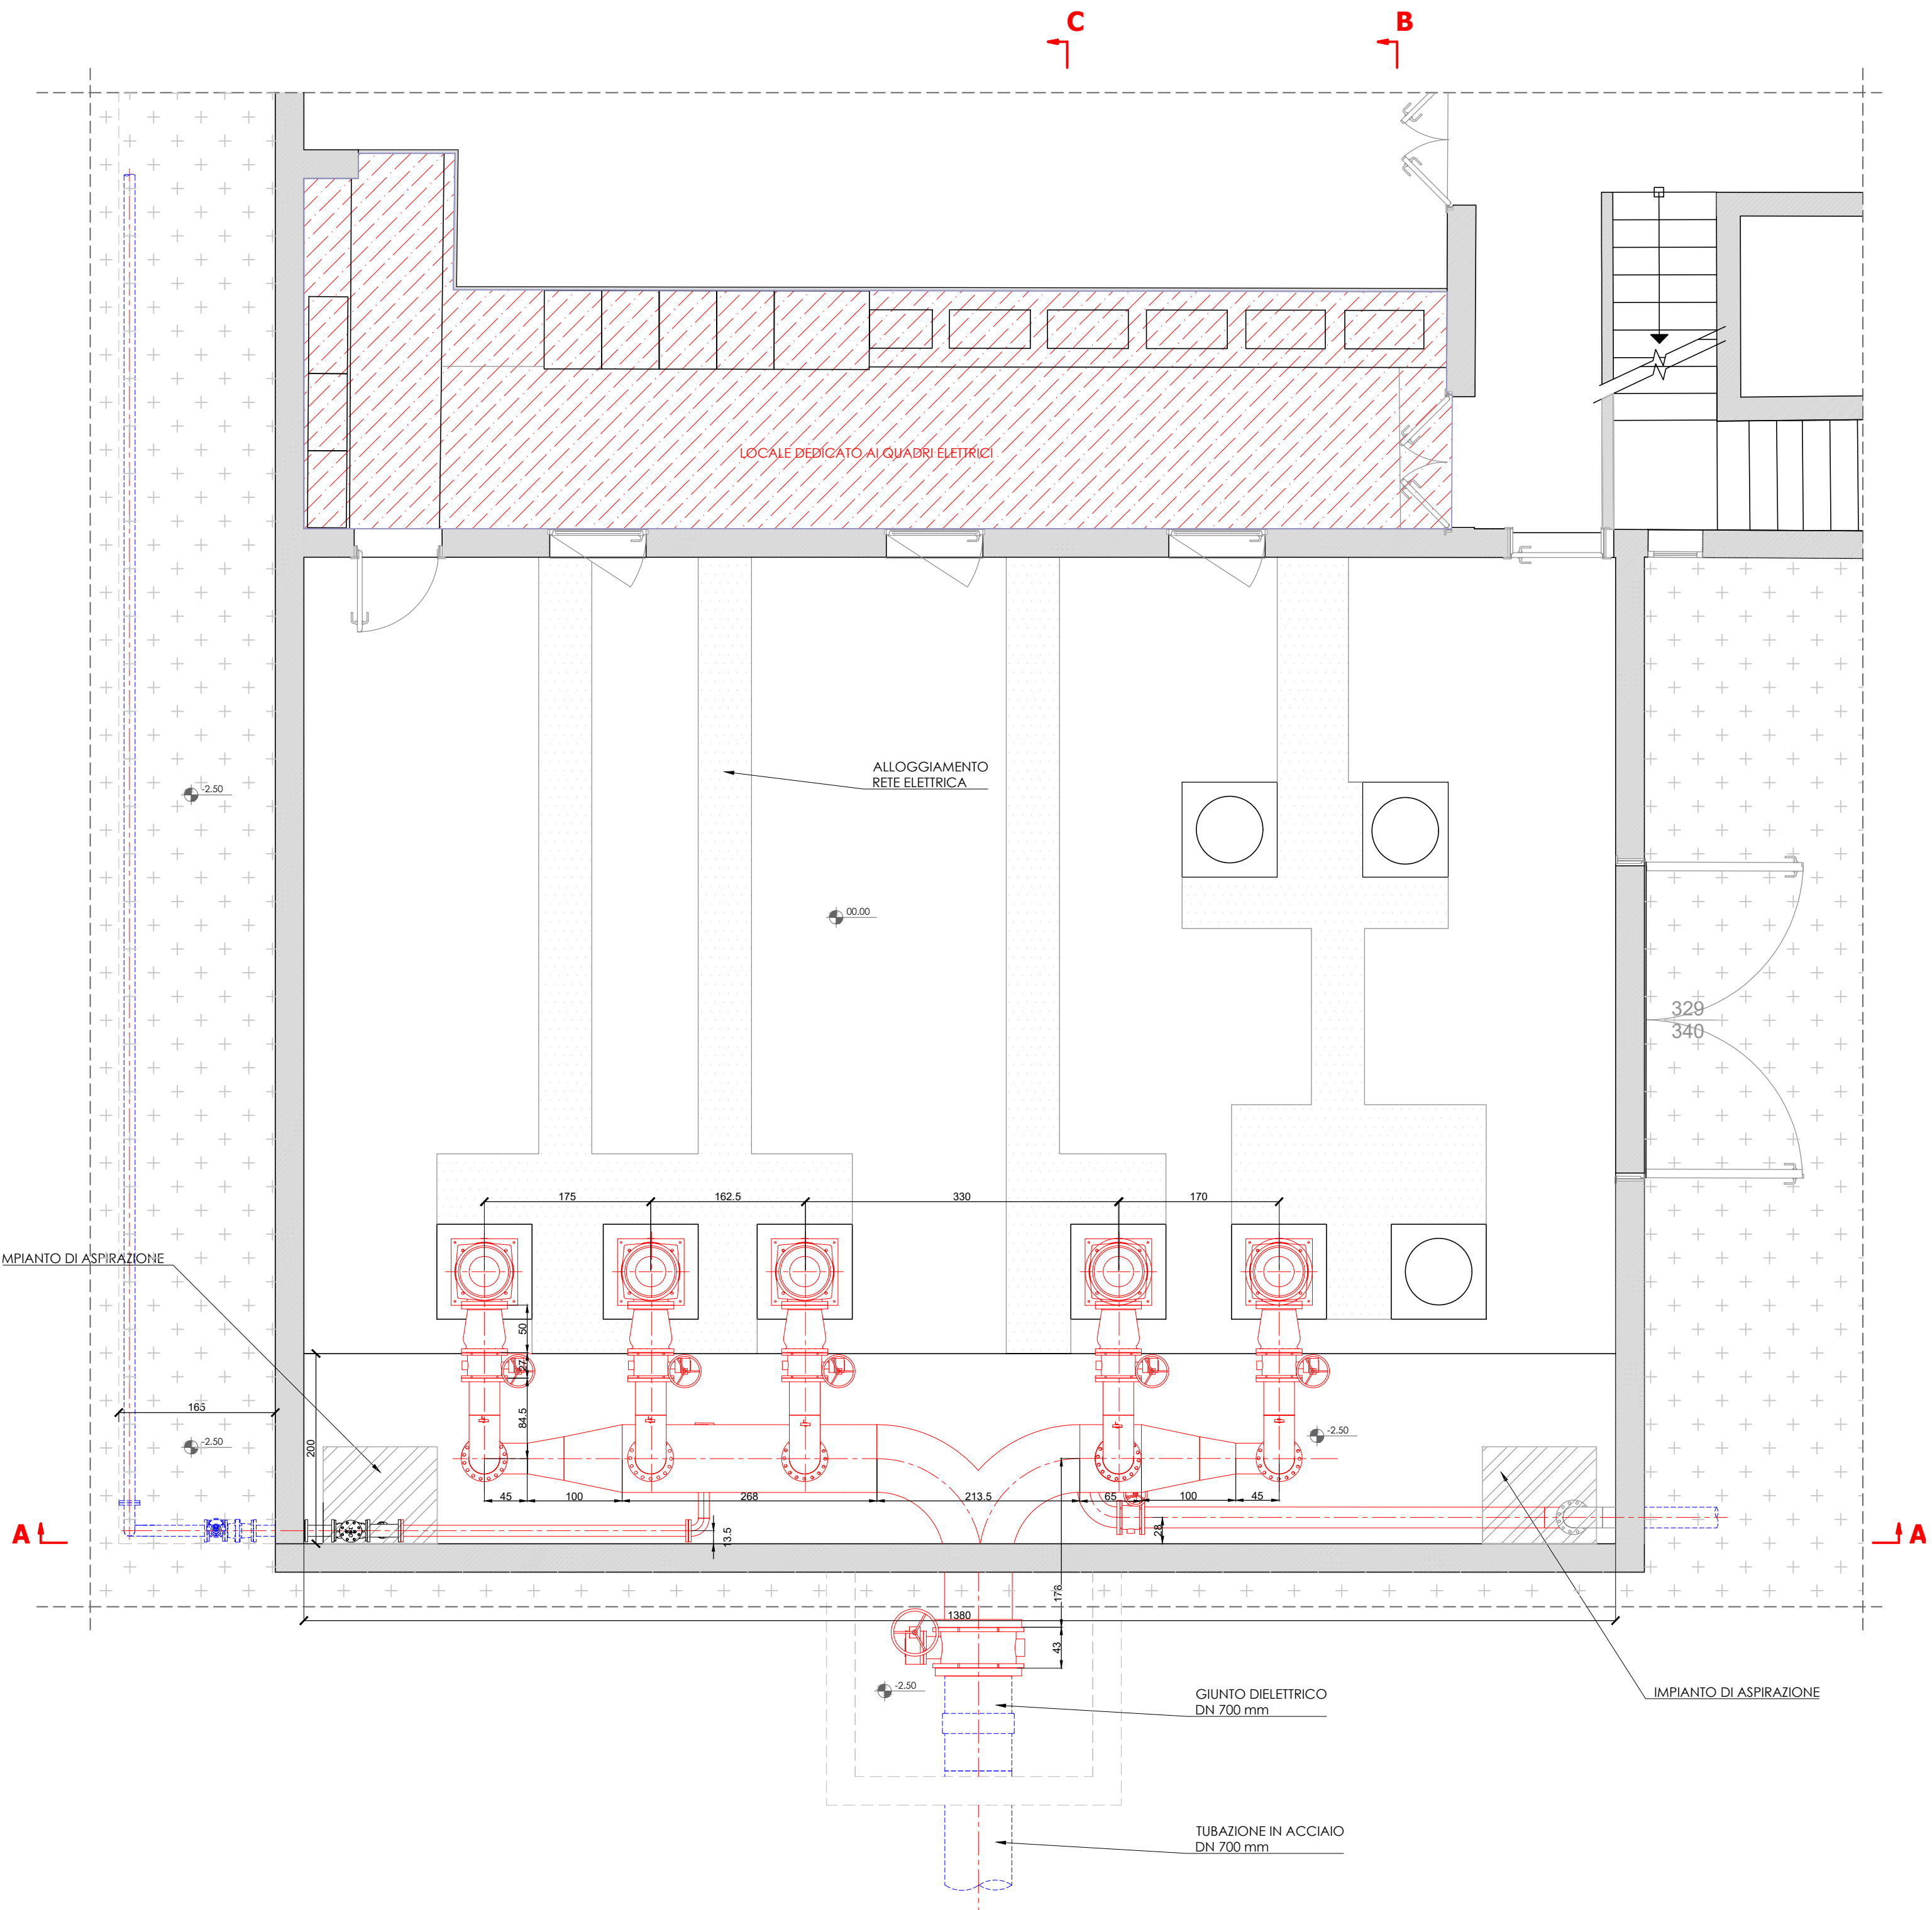 C
B
LOCALE DEDICATO AI QUADRI ELETTRICI
ALLOGGIAMENTO
RETE ELETTRICA
-2.50
00.00
329
340
175
162.5
330
170
MPIANTO DI ASPIRAZIONE
50
27
84.5
165
200
-2.50
-2.50
45
100
268
213.5
65
100
45
13.5
28
A
A
178
1380
43
-2.50
GIUNTO DIELETTRICO
DN 700 mm
IMPIANTO DI ASPIRAZIONE
TUBAZIONE IN ACCIAIO
DN 700 mm